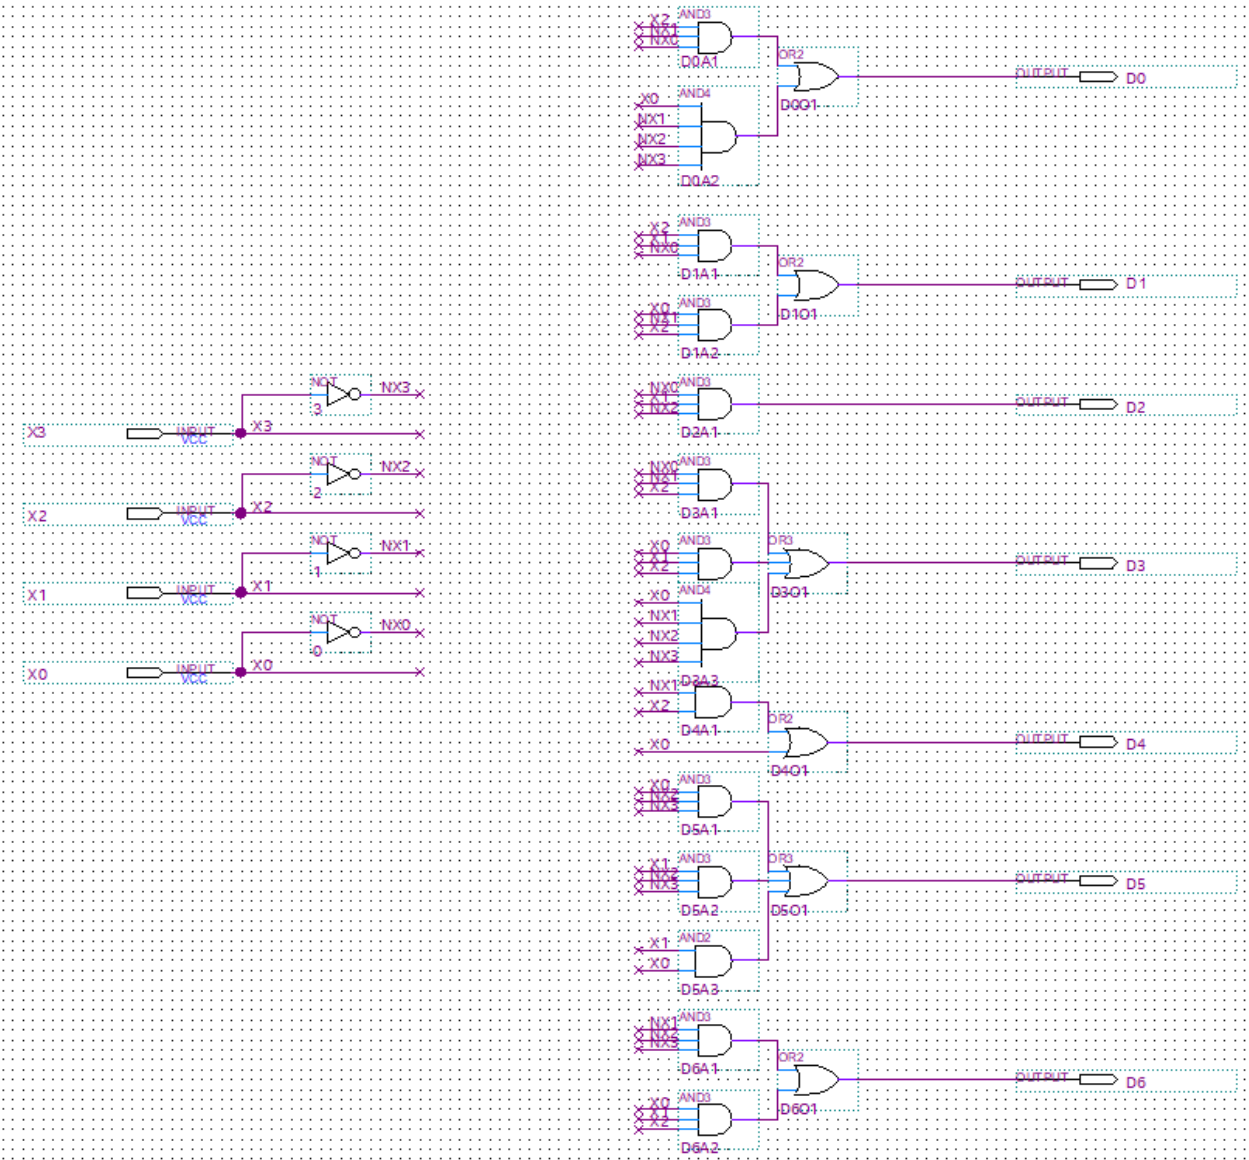 X3
INPUT
VCC
NOT
3
NX3
X3
X2
INPUT
VCC
NOT
2
NX2
X2
X1
INPUT
VCC
NOT
1
NX1
X1
X0
INPUT
VCC
NOT
0
NX0
X0
X2
NX1
NX0
AND3
D0A1
X0
NX1
NX2
NX3
AND4
D0A2
OR2
D0O1
OUTPUT
D0
X2
X1
NX0
AND3
D1A1
X0
NX1
X2
AND3
D1A2
OR2
D1O1
OUTPUT
D1
NX0
X1
NX2
AND3
D2A1
OUTPUT
D2
NX0
NX1
X2
AND3
D3A1
X0
X1
X2
AND3
AND4
X0
NX1
NX2
NX3
D3A3
OR3
D3O1
OUTPUT
D3
NX1
X2
D4A1
X0
OR2
D4O1
OUTPUT
D4
X0
NX2
NX3
AND3
D5A1
X1
NX2
NX3
AND3
D5A2
X1
X0
AND2
D5A3
OR3
D5O1
OUTPUT
D5
NX1
NX2
NX3
AND3
D6A1
X0
X1
X2
AND3
D6A2
OR2
D6O1
OUTPUT
D6